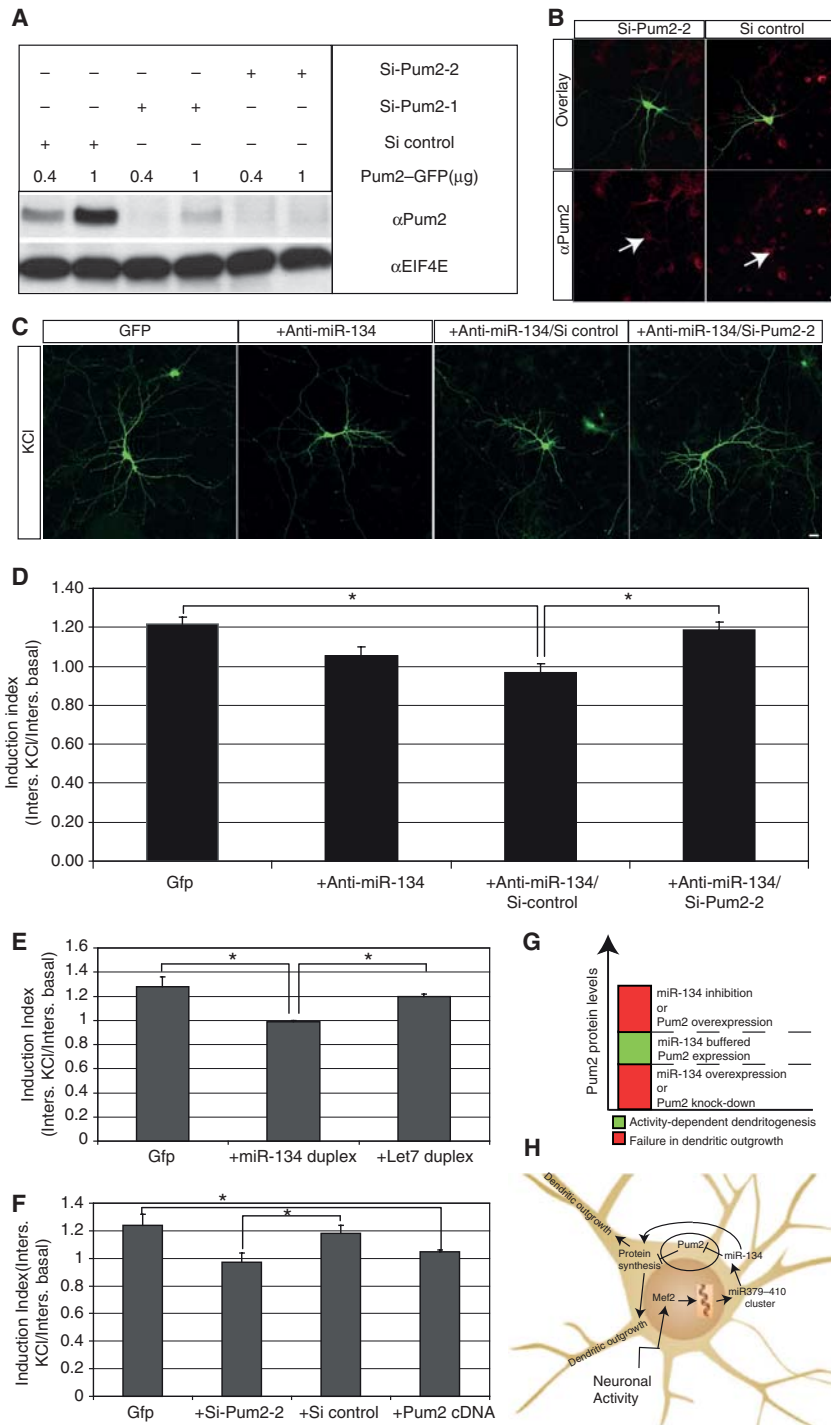 A
– – – – + + Si-Pum2-2
– – + + – – Si-Pum2-1
+ + – – – – Si control
0.4 1 0.4 1 0.4 1 Pum2–GFP(μg)
αPum2
αEIF4E
B
Si-Pum2-2 Si control
Overlay
αPum2
C
GFP +Anti-miR-134 +Anti-miR-134/Si control +Anti-miR-134/Si-Pum2-2
KCl
D
Induction index
(Inters. KCl/Inters. basal)
1.40
1.20
1.00
0.80
0.60
0.40
0.20
0.00
* *
Gfp +Anti-miR-134 +Anti-miR-134/
Si-control
+Anti-miR-134/
Si-Pum2-2
E
Induction Index
(Inters. KCl/Inters. basal)
1.6
1.4
1.2
1
0.8
0.6
0.4
0.2
0
* *
Gfp +miR-134 duplex +Let7 duplex
F
Induction Index(Inters.
KCl/Inters. basal)
1.4
1.2
1
0.8
0.6
0.4
0.2
0
*
*
Gfp +Si-Pum2-2 +Si control +Pum2 cDNA
G
Pum2 protein levels
miR-134 inhibition
or
Pum2 overexpression
miR-134 buffered
Pum2 expression
miR-134 overexpression
or
Pum2 knock-down
Activity-dependent dendritogenesis
Failure in dendritic outgrowth
H
Dendritic outgrowth
Pum2
Protein
synthesis
miR-134
Mef2
miR379–410
cluster
Dendritic outgrowth
Neuronal
Activity